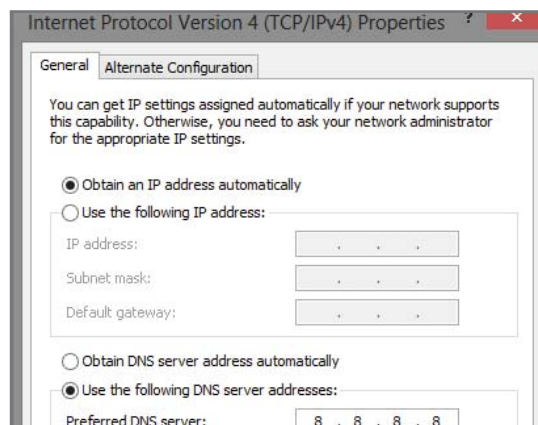 Internet Protocol Version 4 (TCP/IPv4) Properties ? ×
General Alternate Configuration
You can get IP settings assigned automatically if your network supports
this capability. Otherwise, you need to ask your network administrator
for the appropriate IP settings.
Obtain an IP address automatically
Use the following IP address:
IP address: . . .
Subnet mask: . . .
Default gateway: . . .
Obtain DNS server address automatically
Use the following DNS server addresses:
Preferred DNS server: 8 . 8 . 8 . 8